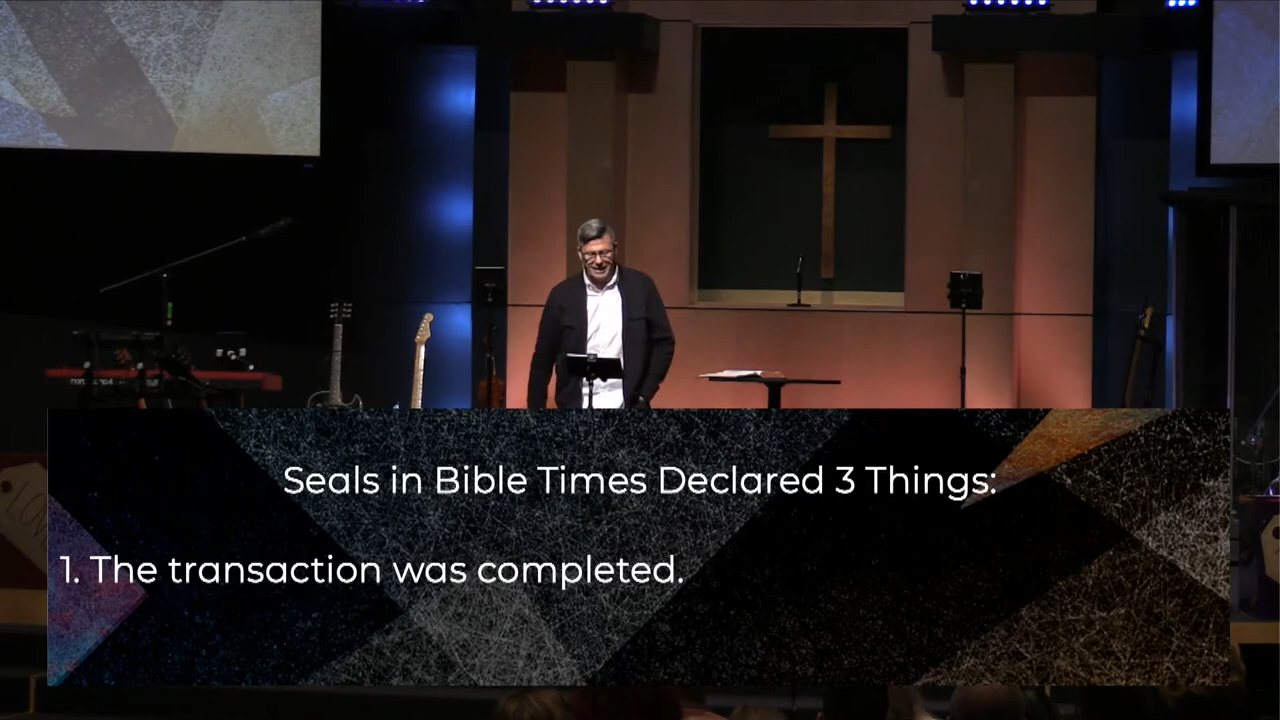 Seals in Bible Times Declared 3 Things:
1. The transaction was completed.